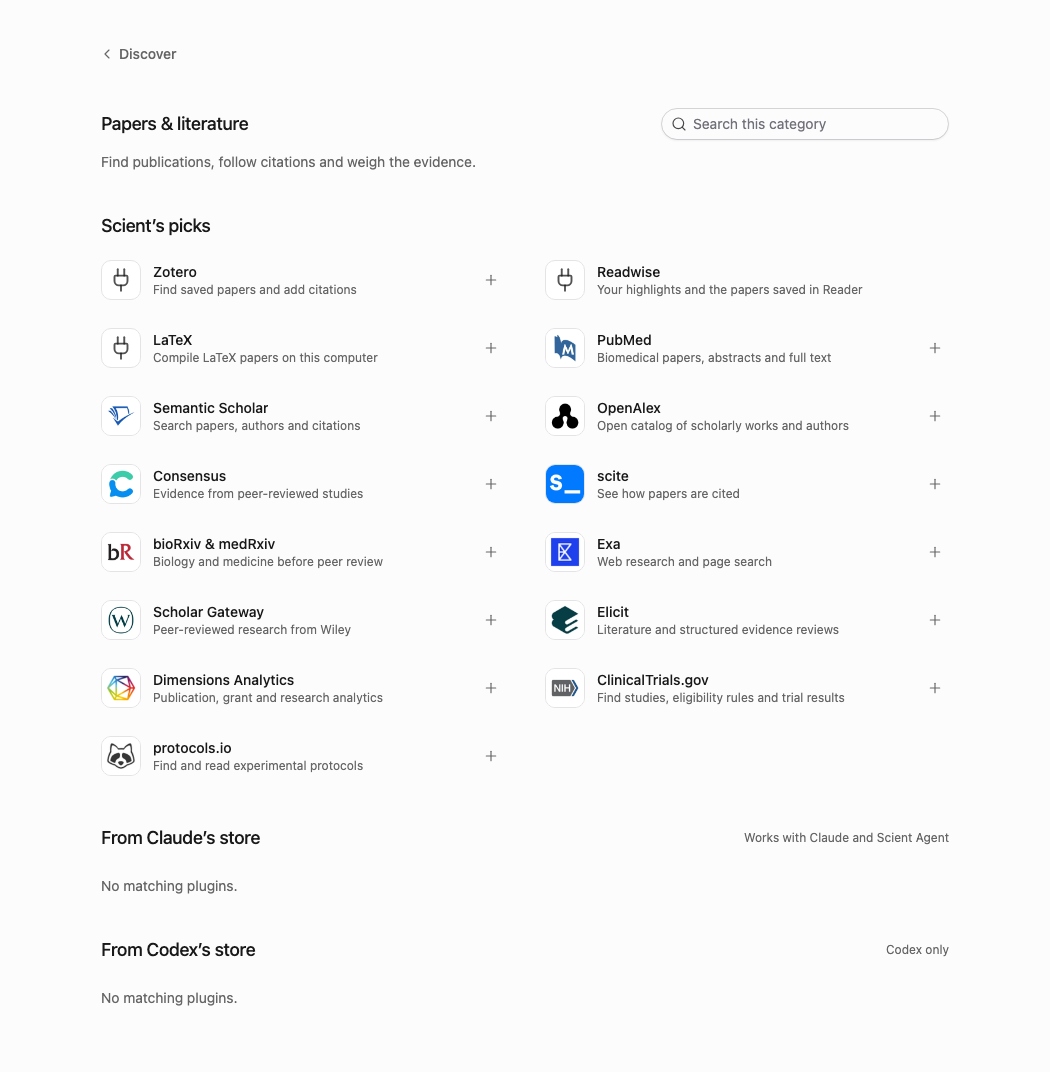 Discover
Papers & literature
Search this category
Find publications, follow citations and weigh the evidence.
Scient’s picks
Zotero
Find saved papers and add citations
Readwise
Your highlights and the papers saved in Reader
LaTeX
Compile LaTeX papers on this computer
PubMed
Biomedical papers, abstracts and full text
Semantic Scholar
Search papers, authors and citations
OpenAlex
Open catalog of scholarly works and authors
Consensus
Evidence from peer-reviewed studies
S_
scite
See how papers are cited
bR
bioRxiv & medRxiv
Biology and medicine before peer review
Exa
Web research and page search
W
Scholar Gateway
Peer-reviewed research from Wiley
Elicit
Literature and structured evidence reviews
Dimensions Analytics
Publication, grant and research analytics
NIH
ClinicalTrials.gov
Find studies, eligibility rules and trial results
protocols.io
Find and read experimental protocols
From Claude’s store
Works with Claude and Scient Agent
No matching plugins.
From Codex’s store
Codex only
No matching plugins.